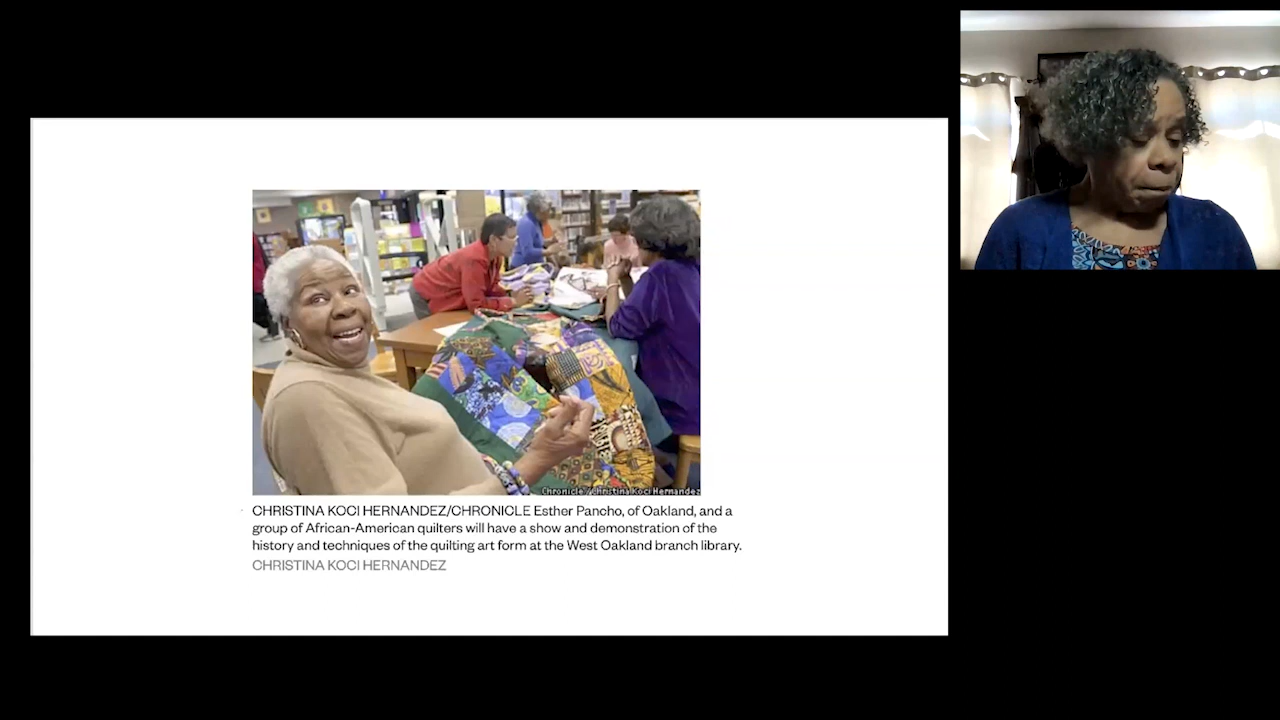 Chronicle / Christina Koci Hernandez
CHRISTINA KOCI HERNANDEZ/CHRONICLE Esther Pancho, of Oakland, and a
group of African-American quilters will have a show and demonstration of the
history and techniques of the quilting art form at the West Oakland branch library.
CHRISTINA KOCI HERNANDEZ